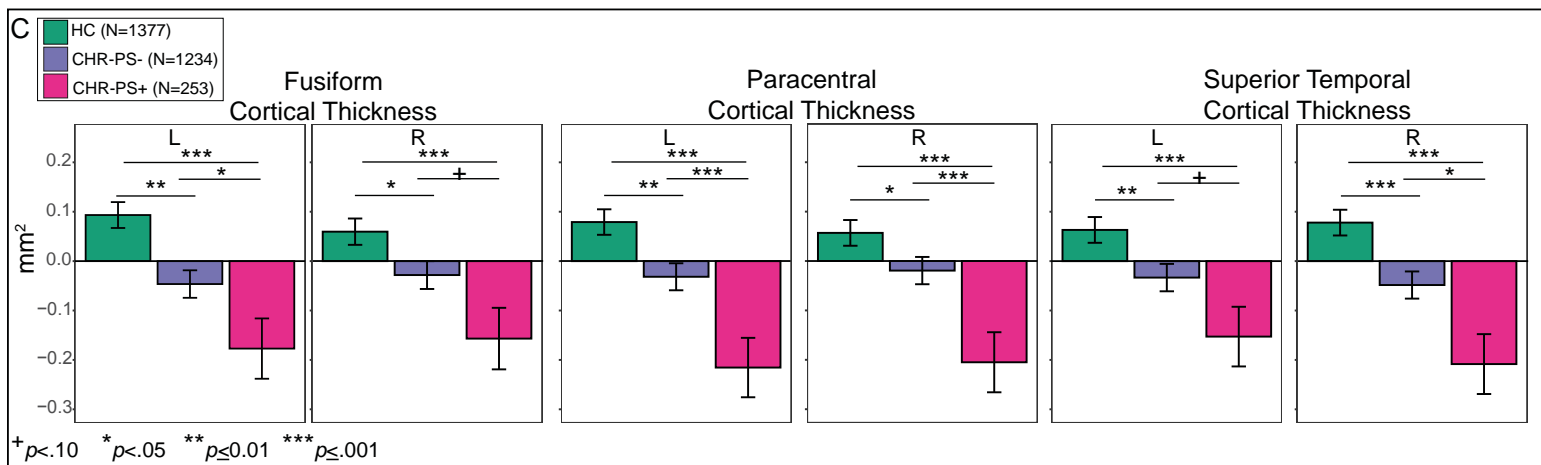 C
HC (N=1377)
CHR-PS- (N=1234)
CHR-PS+ (N=253)
Fusiform
Cortical Thickness
Paracentral
Cortical Thickness
Superior Temporal
Cortical Thickness
L
R
L
R
L
R
***
*
**
***
+
*
***
***
**
***
***
*
***
+
**
***
*
***
mm²
0.2
0.1
0.0
−0.1
−0.2
−0.3
+p<.10 *p<.05 **p≤0.01 ***p≤.001